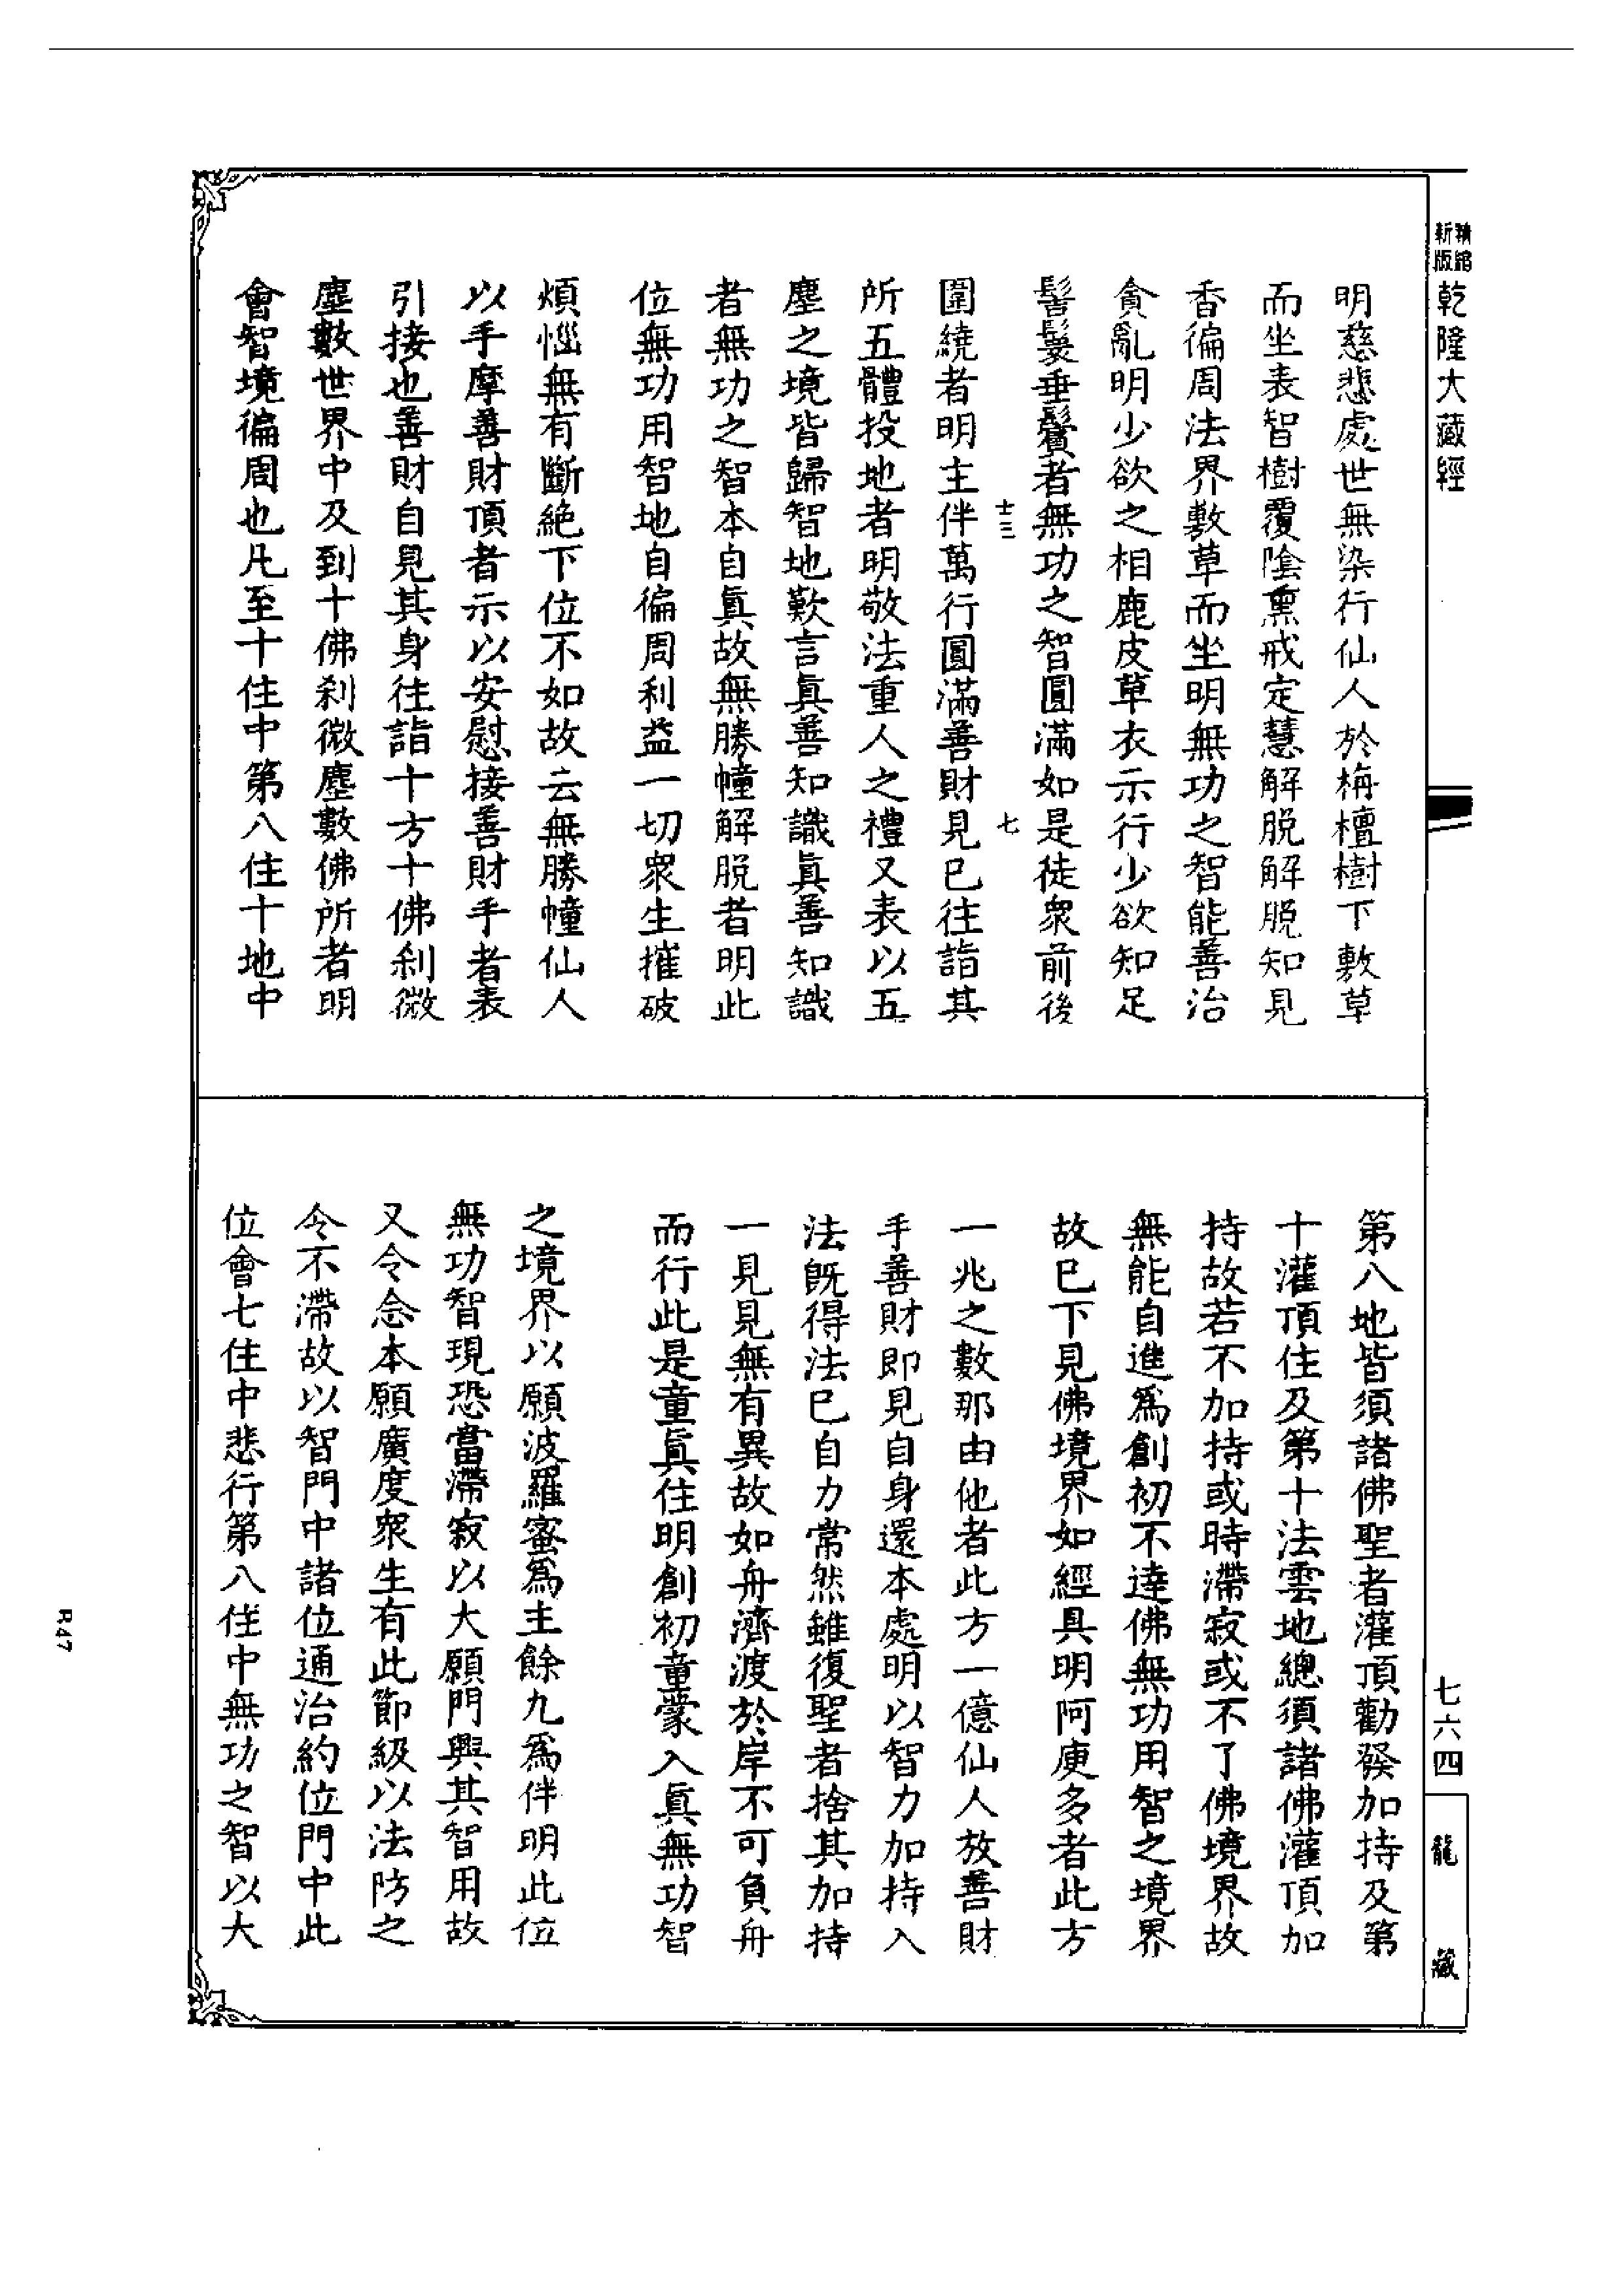 新版
精縮
乾隆大藏經
明慈悲處世無染行仙人於栴檀樹下敷草
而坐表智樹覆陰熏戒定慧解脫解脫知見
香徧周法界敷草而坐明無功之智能善治
貪亂明少欲之相鹿皮草衣示行少欲知足
髻鬟垂鬢者無功之智圓滿如是徒衆前後
十三 七
圍繞者明主伴萬行圓滿善財見已往詣其
所五體投地者明敬法重人之禮又表以五
塵之境皆歸智地歎言眞善知識眞善知識
者無功之智本自眞故無勝幢解脫者明此
位無功用智地自徧周利益一切衆生摧破
煩惱無有斷絶下位不如故云無勝幢仙人
以手摩善財頂者示以安慰接善財手者表
引接也善財自見其身往詣十方十佛刹微
塵數世界中及到十佛刹微塵數佛所者明
會智境徧周也凡至十住中第八住十地中
第八地皆須諸佛聖者灌頂勸發加持及第
十灌頂住及第十法雲地總須諸佛灌頂加
持故若不加持或時滯寂或不了佛境界故
無能自進爲創初不達佛無功用智之境界
故已下見佛境界如經具明阿庾多者此方
一兆之數那由他者此方一億仙人放善財
手善財即見自身還本處明以智力加持入
法旣得法已自力常然雖復聖者捨其加持
一見見無有異故如舟濟渡於岸不可負舟
而行此是童眞住明創初童蒙入眞無功智
之境界以願波羅蜜爲主餘九爲伴明此位
無功智現恐當滯寂以大願門興其智用故
又令念本願廣度衆生有此節級以法防之
令不滯故以智門中諸位通治約位門中此
位會七住中悲行第八住中無功之智以大
七六四
龍藏
R47